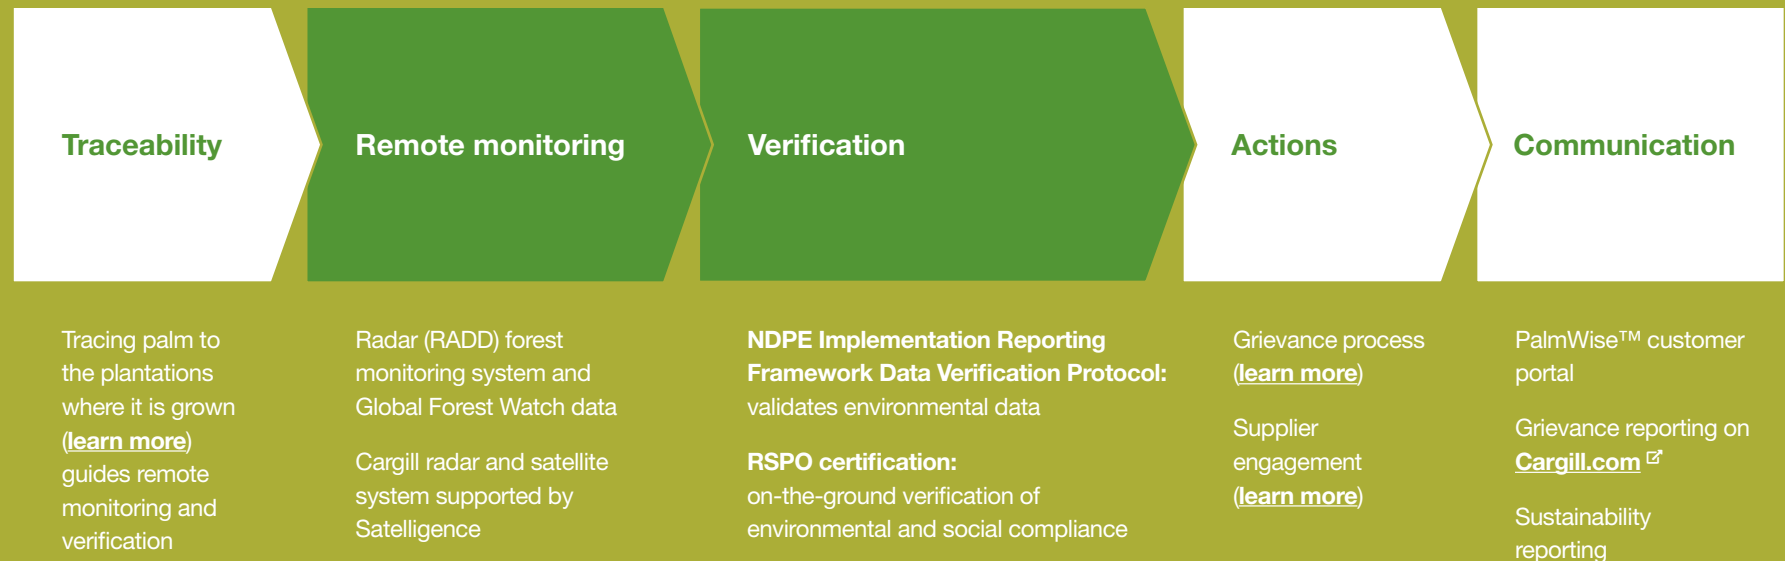 Traceability
Remote monitoring
Verification
Actions
Communication
Tracing palm to
the plantations
where it is grown
(learn more)
guides remote
monitoring and
verification
Radar (RADD) forest
monitoring system and
Global Forest Watch data
Cargill radar and satellite
system supported by
Satelligence
NDPE Implementation Reporting
Framework Data Verification Protocol:
validates environmental data
RSPO certification:
on-the-ground verification of
environmental and social compliance
Grievance process
(learn more)
Supplier
engagement
(learn more)
PalmWise™ customer
portal
Grievance reporting on
Cargill.com
Sustainability
reporting